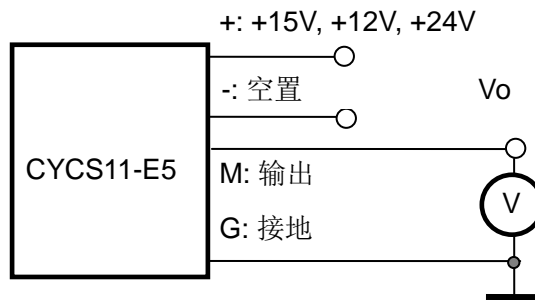 +: +15V, +12V, +24V
-: 空置
Vo
CYCS11-E5
M: 输出
V
G: 接地